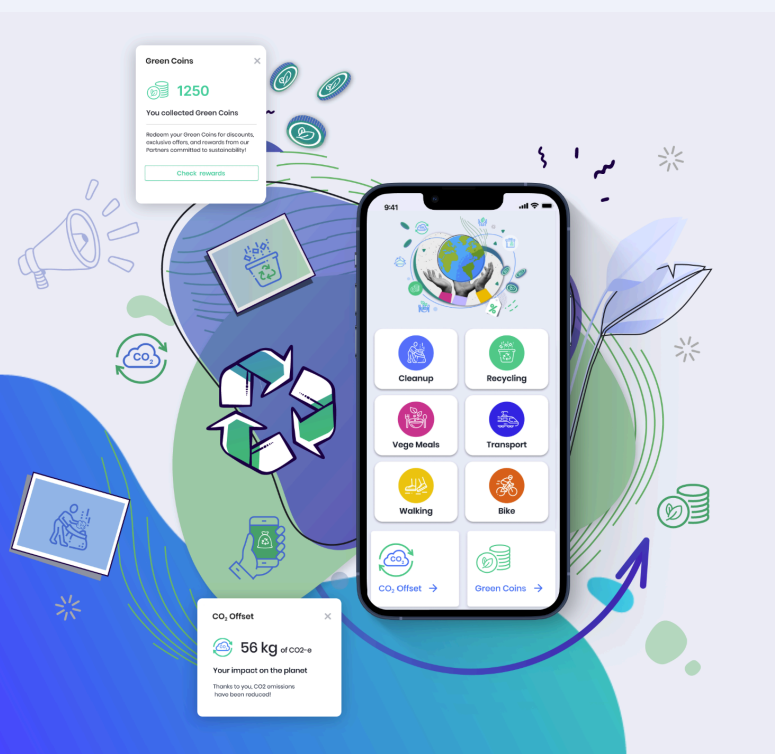 Green Coins
1250
You collected Green Coins
Redeem your Green Coins for discounts,
exclusive offers, and rewards from our
Partners committed to sustainability!
Check rewards
9:41
%
Cleanup
Recycling
Vege Meals
Transport
Walking
Bike
CO₂
CO₂ Offset →
Green Coins →
CO₂
CO₂ Offset
CO₂
56 kg of CO2-e
Your impact on the planet
Thanks to you, CO2 emissions
have been reduced!